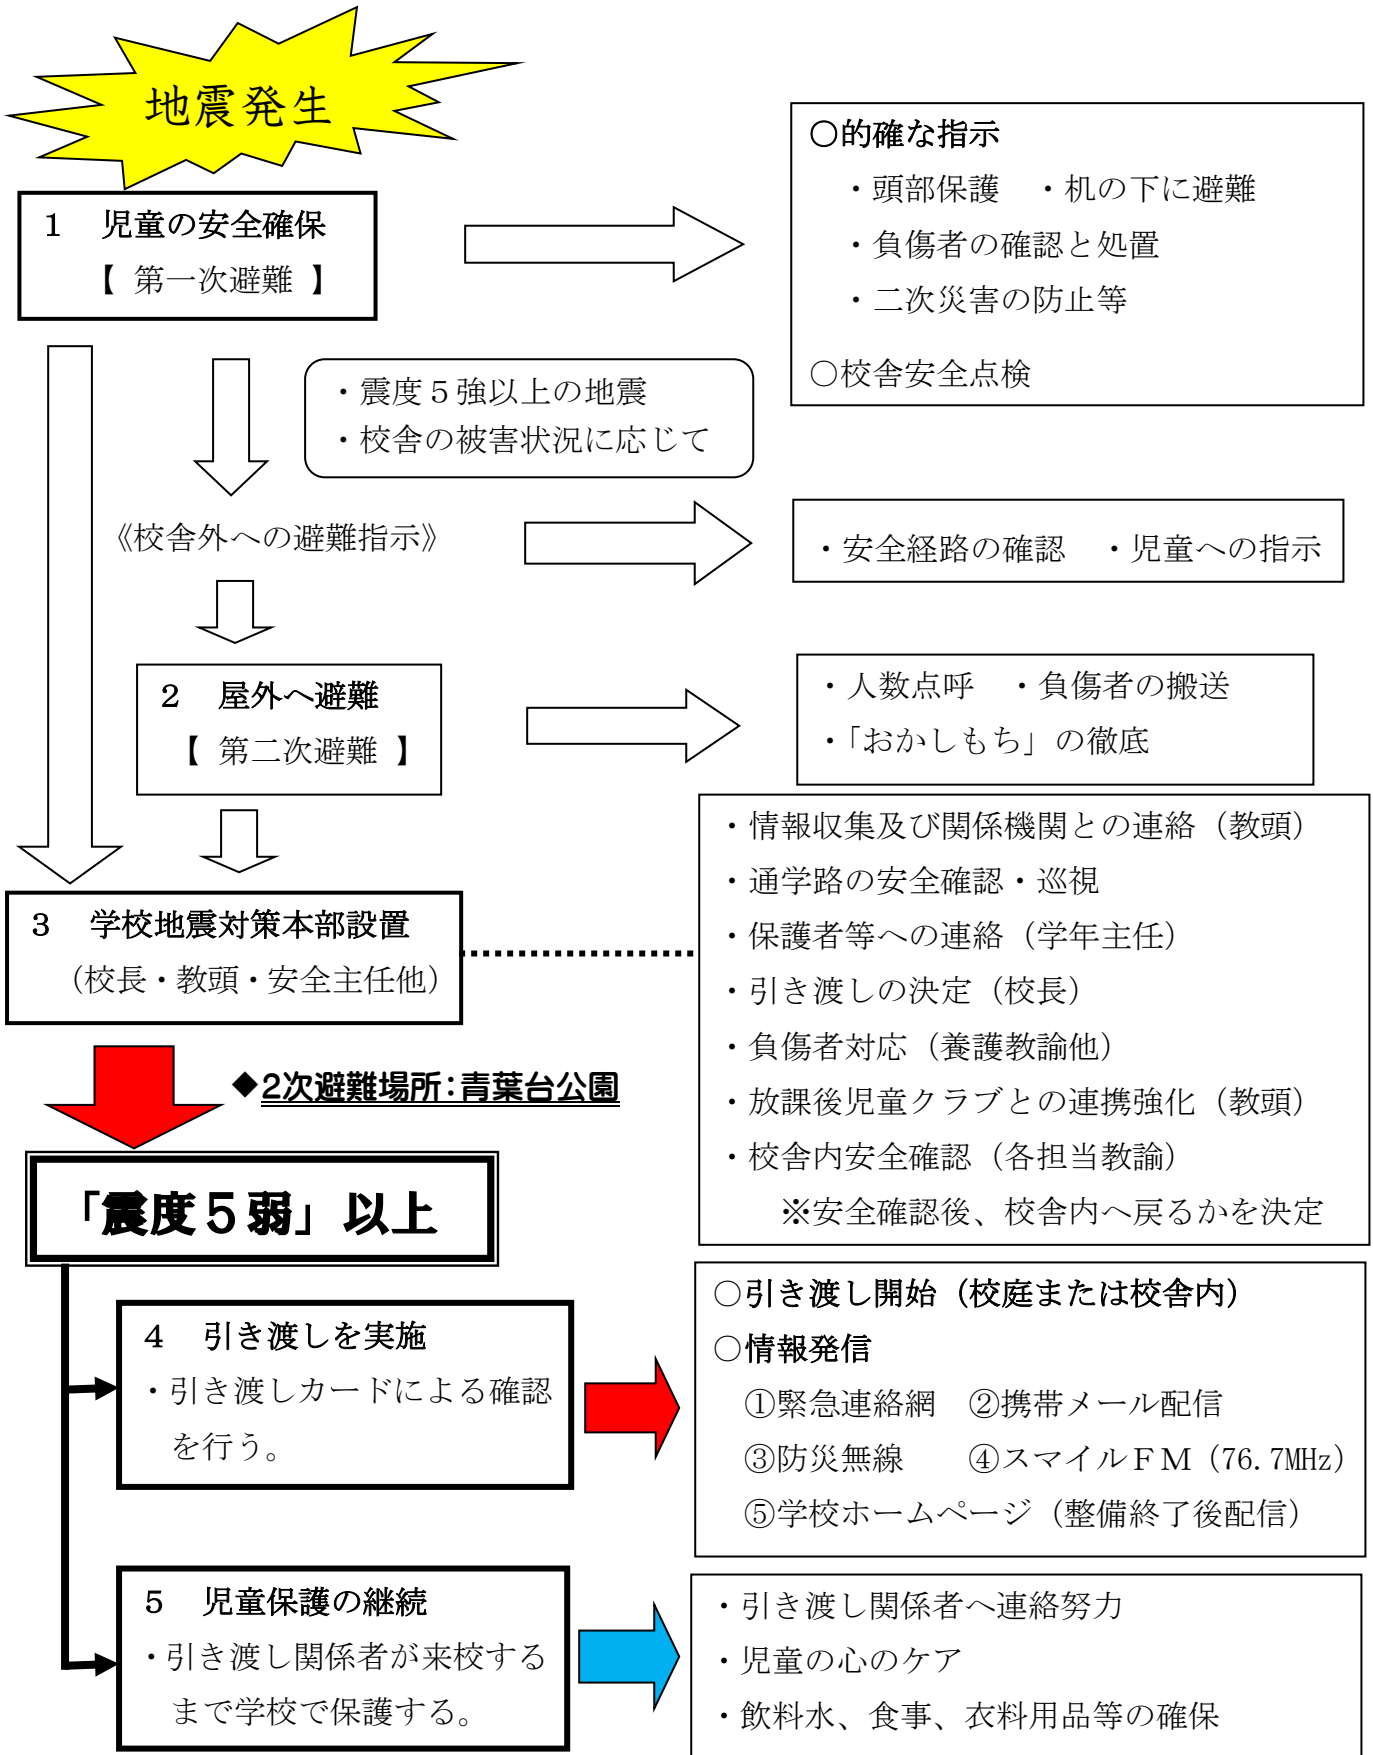 地震発生
１　児童の安全確保
【 第一次避難 】
○的確な指示
・頭部保護　・机の下に避難
・負傷者の確認と処置
・二次災害の防止等
○校舎安全点検
・震度５強以上の地震
・校舎の被害状況に応じて
《校舎外への避難指示》
・安全経路の確認　・児童への指示
２　屋外へ避難
【 第二次避難 】
・人数点呼　・負傷者の搬送
・「おかしもち」の徹底
３　学校地震対策本部設置
（校長・教頭・安全主任他）
・情報収集及び関係機関との連絡（教頭）
・通学路の安全確認・巡視
・保護者等への連絡（学年主任）
・引き渡しの決定（校長）
・負傷者対応（養護教諭他）
・放課後児童クラブとの連携強化（教頭）
・校舎内安全確認（各担当教諭）
※安全確認後、校舎内へ戻るかを決定
◆2次避難場所：青葉台公園
「震度５弱」以上
４　引き渡しを実施
・引き渡しカードによる確認
を行う。
○引き渡し開始（校庭または校舎内）
○情報発信
①緊急連絡網　②携帯メール配信
③防災無線　　④スマイルＦＭ（76.7MHz）
⑤学校ホームページ（整備終了後配信）
５　児童保護の継続
・引き渡し関係者が来校する
まで学校で保護する。
・引き渡し関係者へ連絡努力
・児童の心のケア
・飲料水、食事、衣料用品等の確保